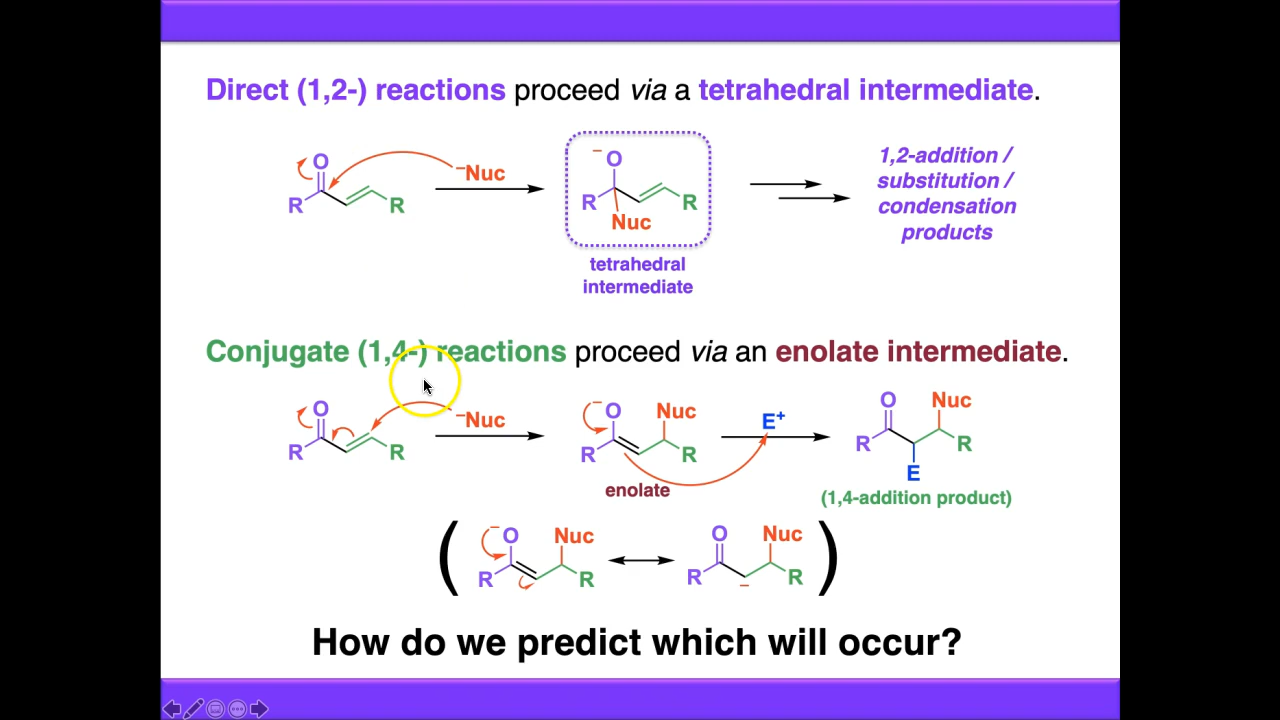 Direct (1,2-) reactions proceed via a tetrahedral intermediate.
O
R
R
⁻Nuc
⁻O
R
R
Nuc
tetrahedral
intermediate
1,2-addition /
substitution /
condensation
products
Conjugate (1,4-) reactions proceed via an enolate intermediate.
O
R
R
⁻Nuc
⁻O
Nuc
R
R
enolate
E⁺
O
Nuc
R
R
E
(1,4-addition product)
(
⁻O
Nuc
R
R
O
Nuc
R
R
⁻
)
How do we predict which will occur?